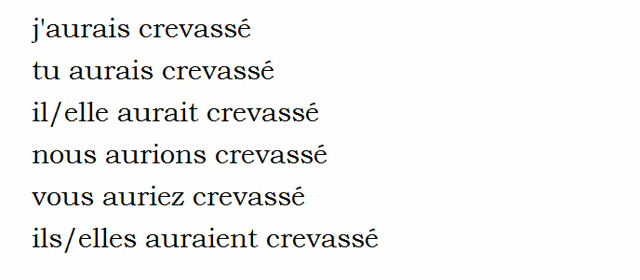 j'aurais crevassé
tu aurais crevassé
il/elle aurait crevassé
nous aurions crevassé
vous auriez crevassé
ils/elles auraient crevassé